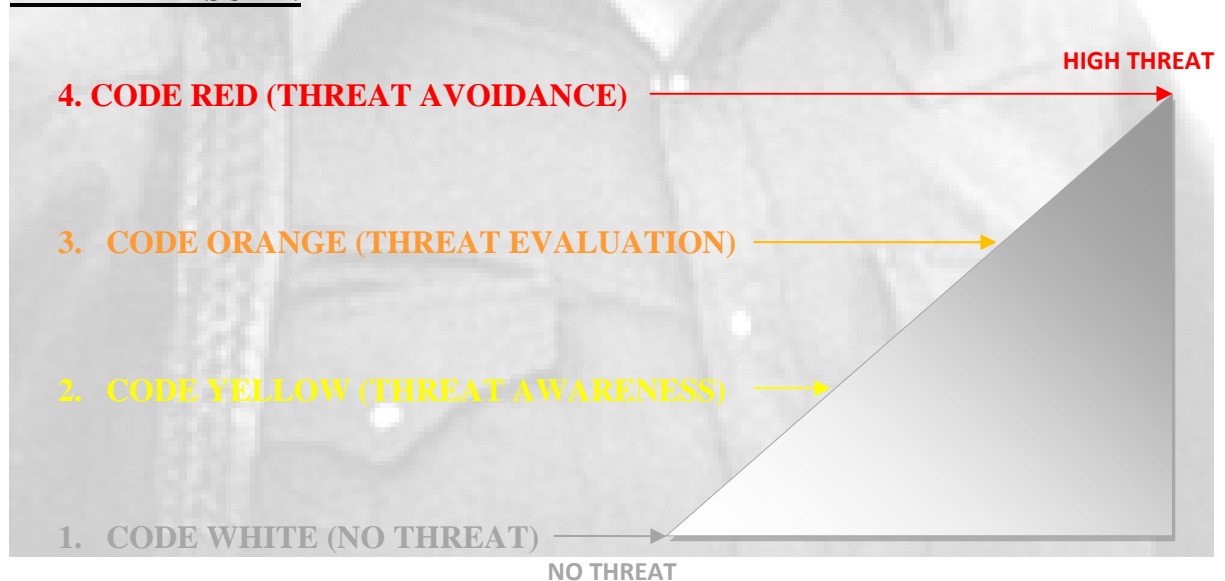 HIGH THREAT
4. CODE RED (THREAT AVOIDANCE)
3. CODE ORANGE (THREAT EVALUATION)
2. CODE YELLOW (THREAT AWARENESS)
1. CODE WHITE (NO THREAT)
NO THREAT